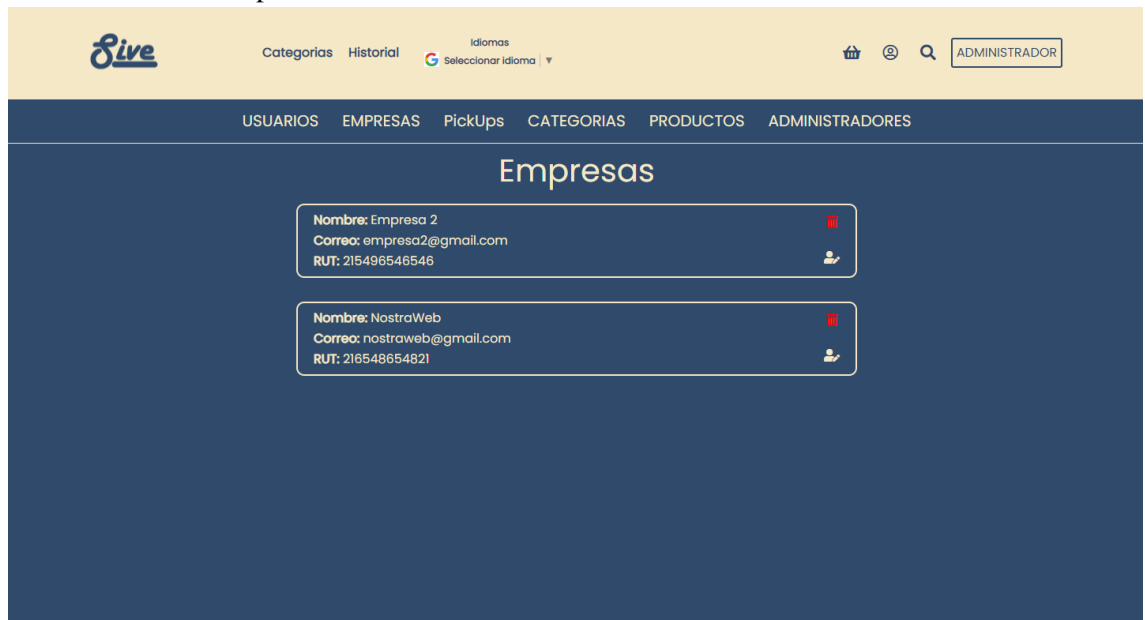 Sive
Categorias Historial
Idiomas
Seleccionar idioma ▼
ADMINISTRADOR
USUARIOS EMPRESAS PickUps CATEGORIAS PRODUCTOS ADMINISTRADORES
Empresas
Nombre: Empresa 2
Correo: empresa2@gmail.com
RUT: 215496546546
Nombre: NostraWeb
Correo: nostraweb@gmail.com
RUT: 216548654821